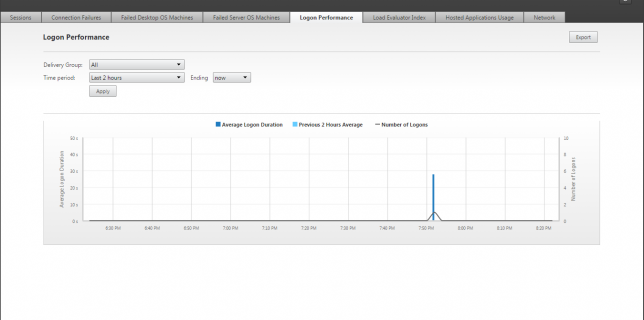 Sessions Connection Failures Failed Desktop OS Machines Failed Server OS Machines Logon Performance Load Evaluator Index Hosted Applications Usage Network
Logon Performance Export
Delivery Group: All
Time period: Last 2 hours Ending now
Apply
Average Logon Duration Previous 2 Hours Average Number of Logons
50 s 10
40 s 8
30 s 6
20 s 4
10 s 2
0 s 0
Average Logon Duration
Number of Logons
6:30 PM 6:40 PM 6:50 PM 7:00 PM 7:10 PM 7:20 PM 7:30 PM 7:40 PM 7:50 PM 8:00 PM 8:10 PM 8:20 PM